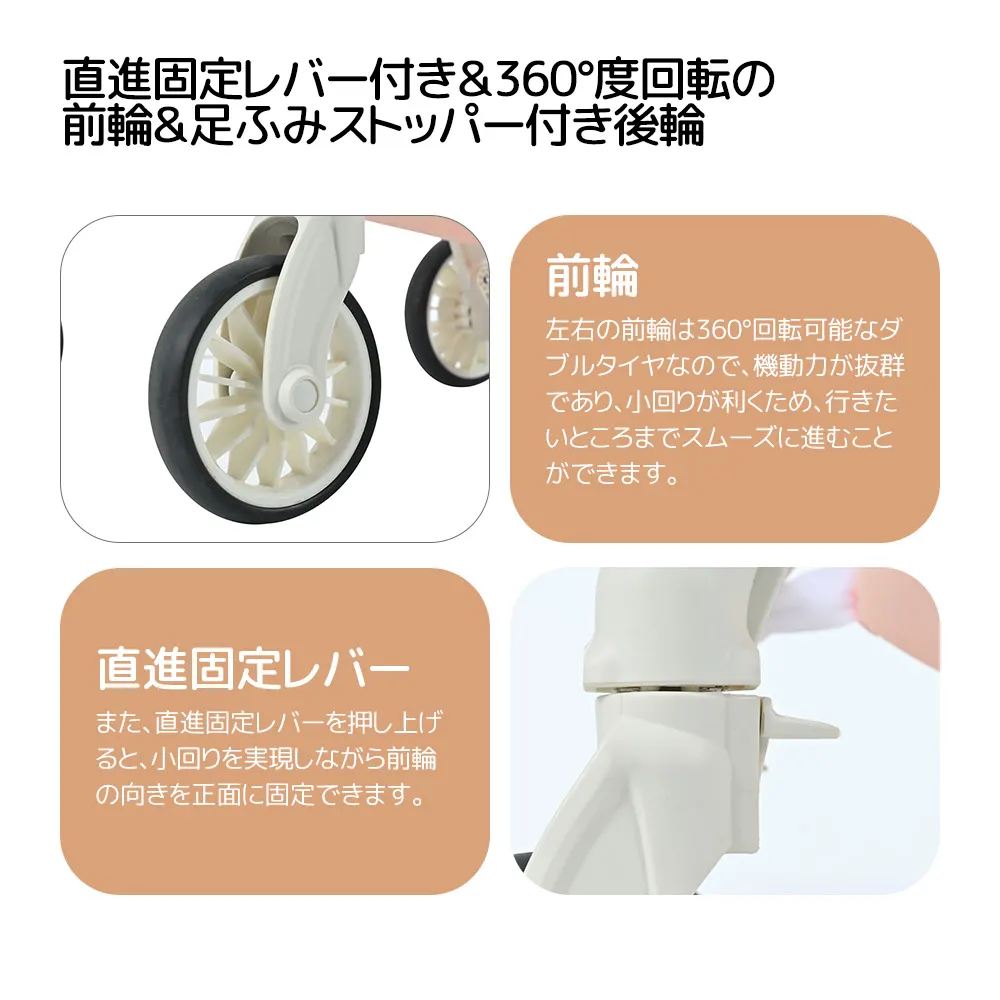 直進固定レバー付き&360°度回転の
前輪&足ふみストッパー付き後輪
前輪
左右の前輪は360°回転可能なダ
ブルタイヤなので、機動力が抜群
であり、小回りが利くため、行きた
いところまでスムーズに進むこと
ができます。
直進固定レバー
また、直進固定レバーを押し上げ
ると、小回りを実現しながら前輪
の向きを正面に固定できます。